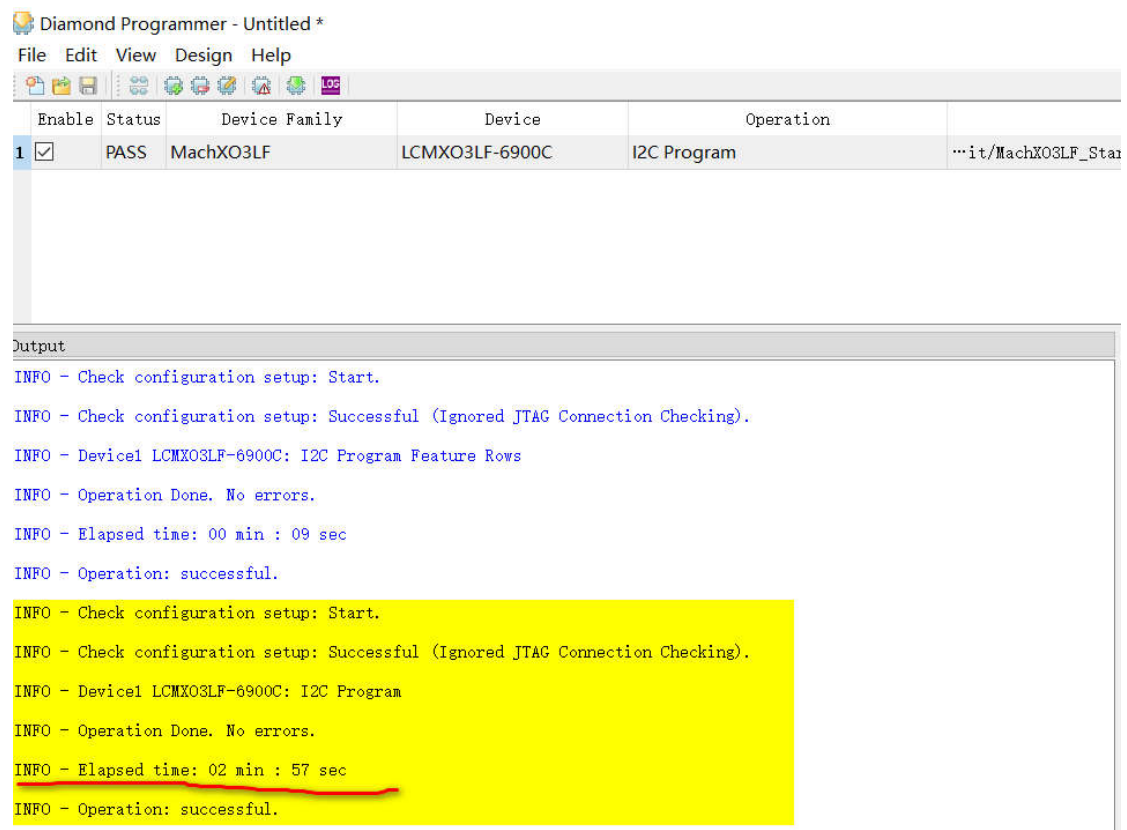 Diamond Programmer - Untitled *
File Edit View Design Help
LOG
Enable Status Device Family Device Operation
1 PASS MachXO3LF LCMXO3LF-6900C I2C Program …it/MachXO3LF_Star
Output
INFO - Check configuration setup: Start.
INFO - Check configuration setup: Successful (Ignored JTAG Connection Checking).
INFO - Device1 LCMXO3LF-6900C: I2C Program Feature Rows
INFO - Operation Done. No errors.
INFO - Elapsed time: 00 min : 09 sec
INFO - Operation: successful.
INFO - Check configuration setup: Start.
INFO - Check configuration setup: Successful (Ignored JTAG Connection Checking).
INFO - Device1 LCMXO3LF-6900C: I2C Program
INFO - Operation Done. No errors.
INFO - Elapsed time: 02 min : 57 sec
INFO - Operation: successful.